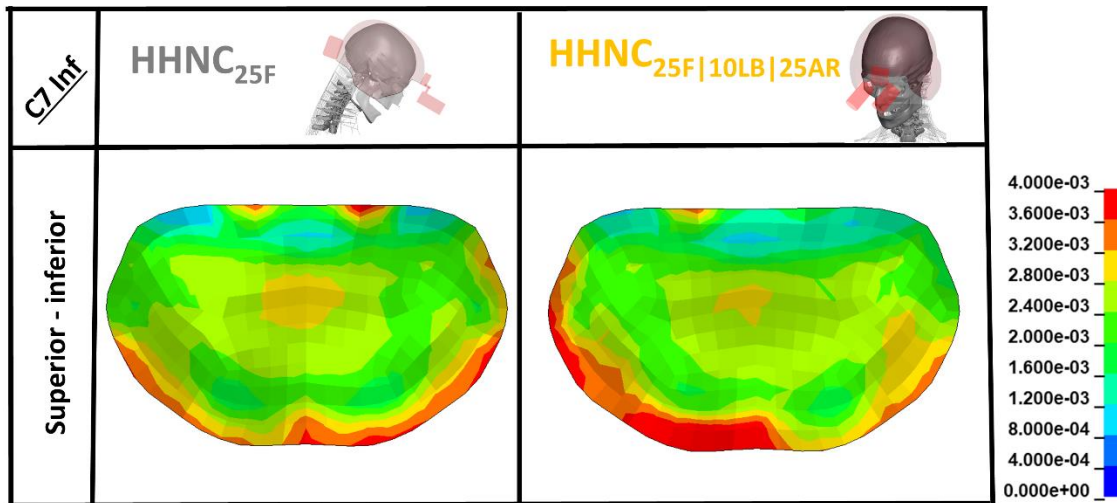 C7 Inf
HHNC25F
HHNC25F|10LB|25AR
Superior - inferior
4.000e-03
3.600e-03
3.200e-03
2.800e-03
2.400e-03
2.000e-03
1.600e-03
1.200e-03
8.000e-04
4.000e-04
0.000e+00